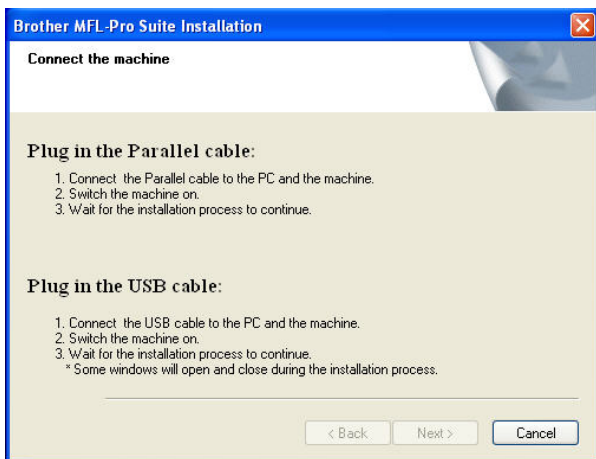 Brother MFL-Pro Suite Installation
Connect the machine
Plug in the Parallel cable:
1. Connect the Parallel cable to the PC and the machine.
2. Switch the machine on.
3. Wait for the installation process to continue.
Plug in the USB cable:
1. Connect the USB cable to the PC and the machine.
2. Switch the machine on.
3. Wait for the installation process to continue.
* Some windows will open and close during the installation process.
< Back Next > Cancel